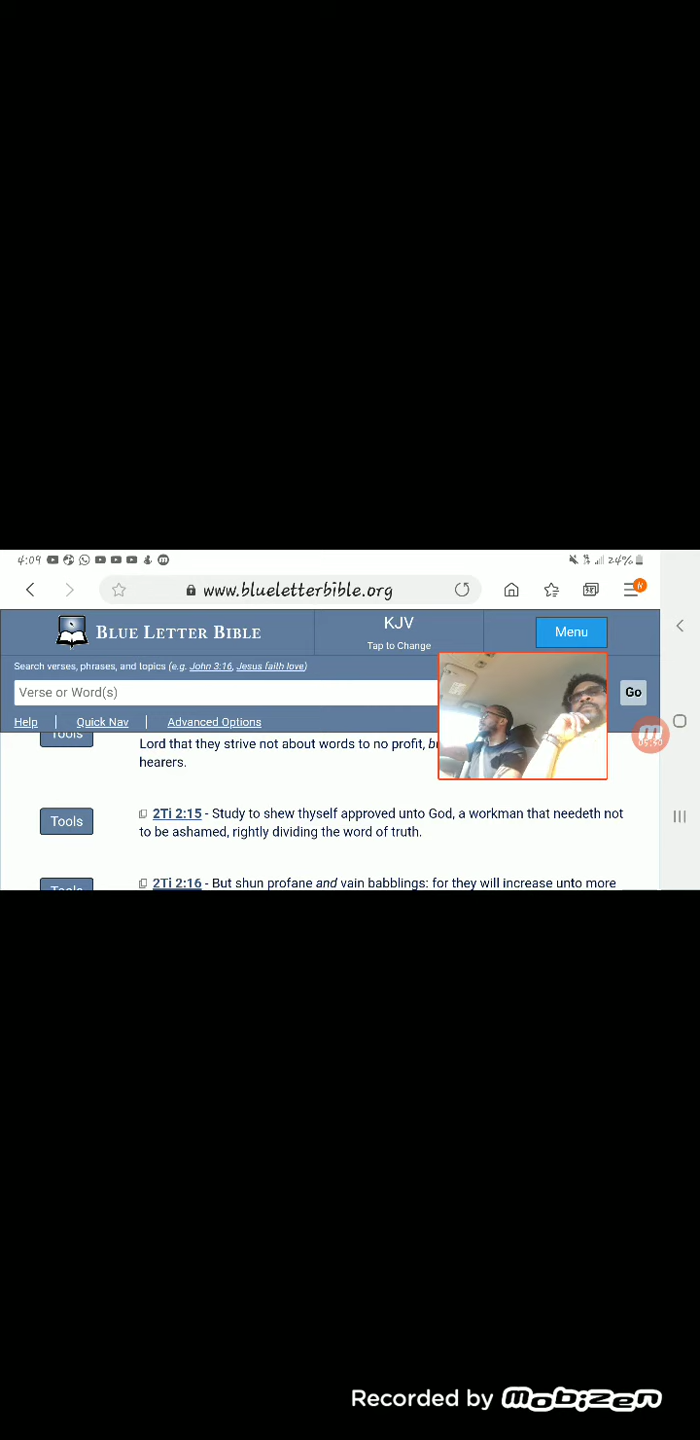 4:09
24%
www.blueletterbible.org
N
BLUE LETTER BIBLE
KJV
Tap to Change
Menu
Search verses, phrases, and topics (e.g. John 3:16, Jesus faith love)
Verse or Word(s)
Go
Help | Quick Nav | Advanced Options
Tools
Lord that they strive not about words to no profit,
hearers.
Tools
2Ti 2:15 - Study to shew thyself approved unto God, a workman that needeth not
to be ashamed, rightly dividing the word of truth.
Tools
2Ti 2:16 - But shun profane and vain babblings: for they will increase unto more
Recorded by mobizen